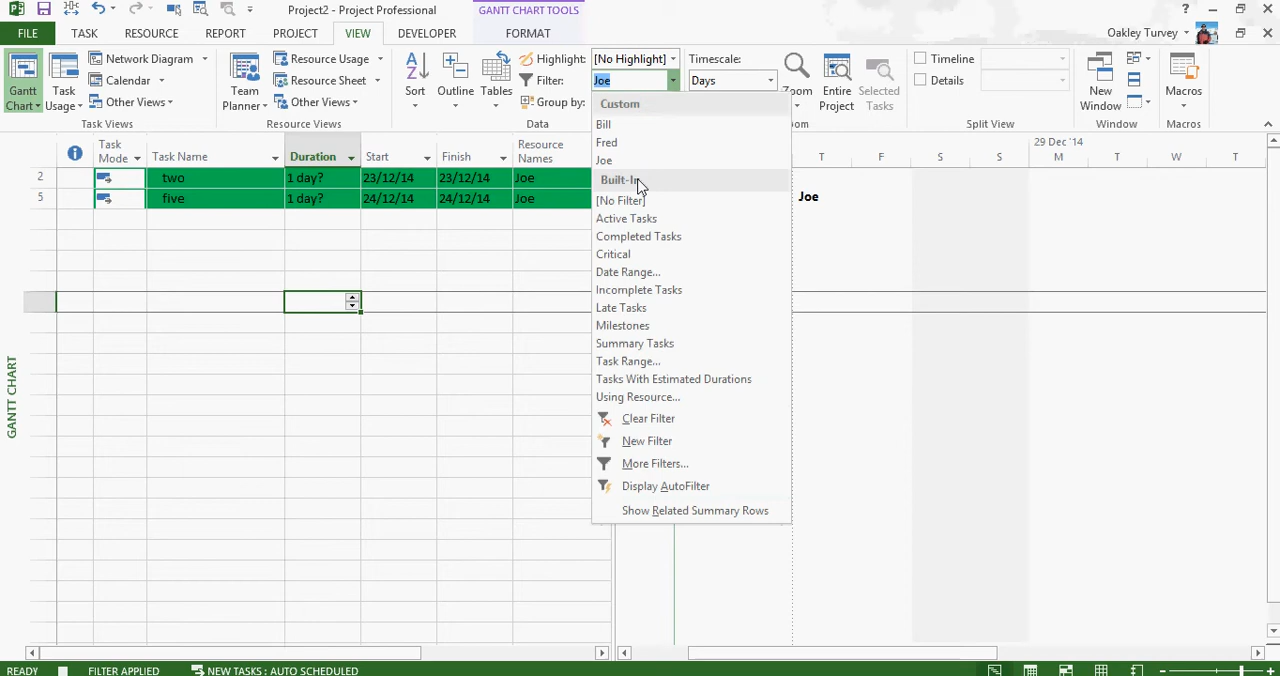 Project2 - Project Professional
GANTT CHART TOOLS
?
FILE TASK RESOURCE REPORT PROJECT VIEW DEVELOPER FORMAT
Oakley Turvey
Gantt Chart
Task Usage
Network Diagram
Calendar
Other Views
Task Views
Team Planner
Resource Usage
Resource Sheet
Other Views
Resource Views
Sort
Outline
Tables
Highlight: [No Highlight]
Filter: Joe
Group by:
Data
Timescale:
Days
Zoom
Entire Project
Selected Tasks
oom
Timeline
Details
Split View
New Window
Window
Macros
Macros
Custom
Bill
Fred
Joe
Built-In
[No Filter]
Active Tasks
Completed Tasks
Critical
Date Range...
Incomplete Tasks
Late Tasks
Milestones
Summary Tasks
Task Range...
Tasks With Estimated Durations
Using Resource...
Clear Filter
New Filter
More Filters...
Display AutoFilter
Show Related Summary Rows
Task Mode Task Name Duration Start Finish Resource Names
2 two 1 day? 23/12/14 23/12/14 Joe
5 five 1 day? 24/12/14 24/12/14 Joe
29 Dec '14
T F S S M T W T
Joe
GANTT CHART
READY FILTER APPLIED NEW TASKS : AUTO SCHEDULED